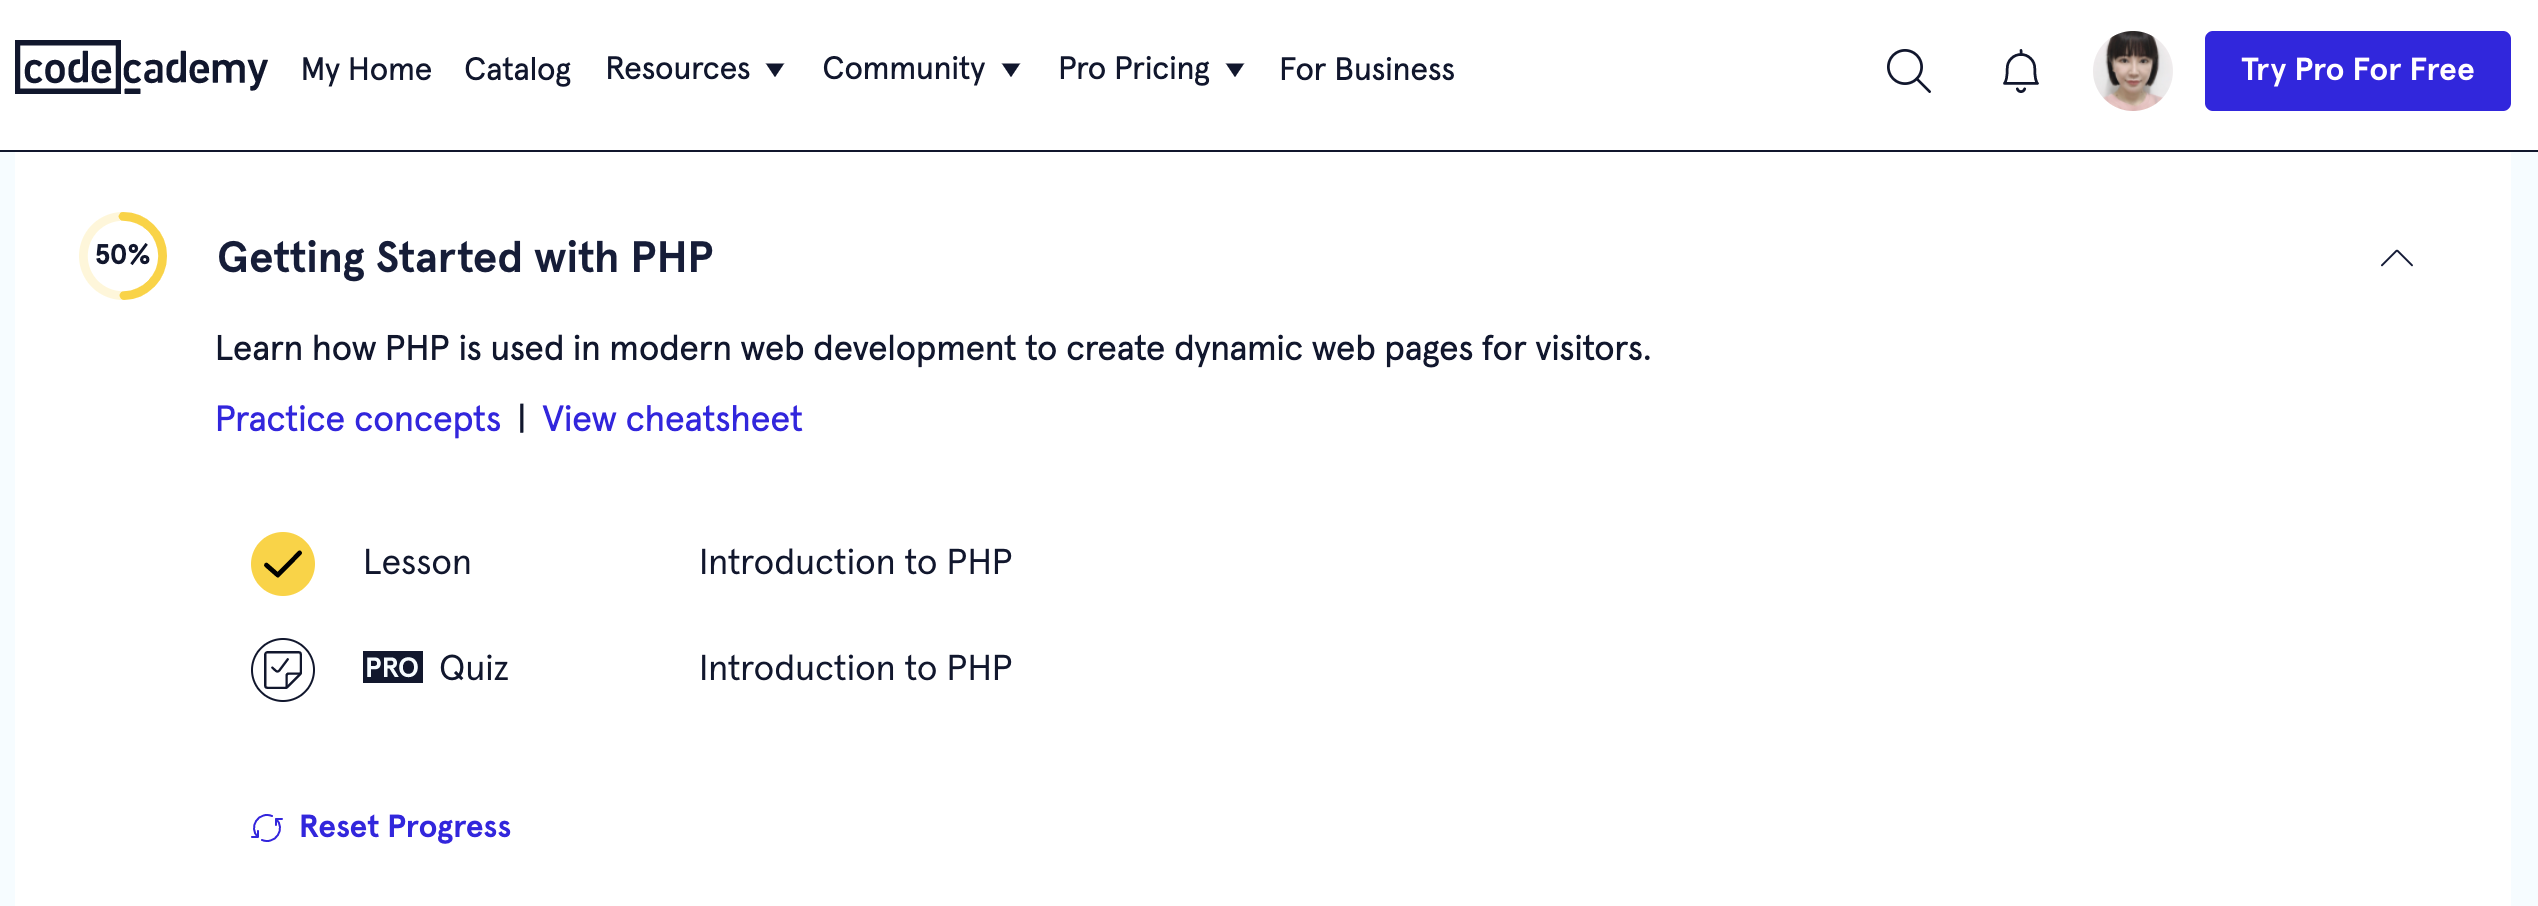 codecademy My Home Catalog Resources Community Pro Pricing For Business Try Pro For Free
50% Getting Started with PHP
Learn how PHP is used in modern web development to create dynamic web pages for visitors.
Practice concepts | View cheatsheet
Lesson Introduction to PHP
PRO Quiz Introduction to PHP
Reset Progress